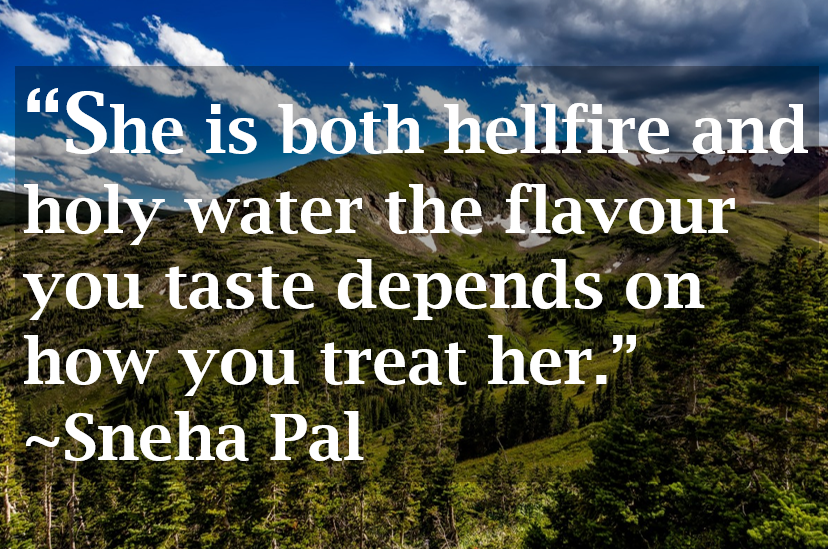 “She is both hellfire and
holy water the flavour
you taste depends on
how you treat her.”
~Sneha Pal